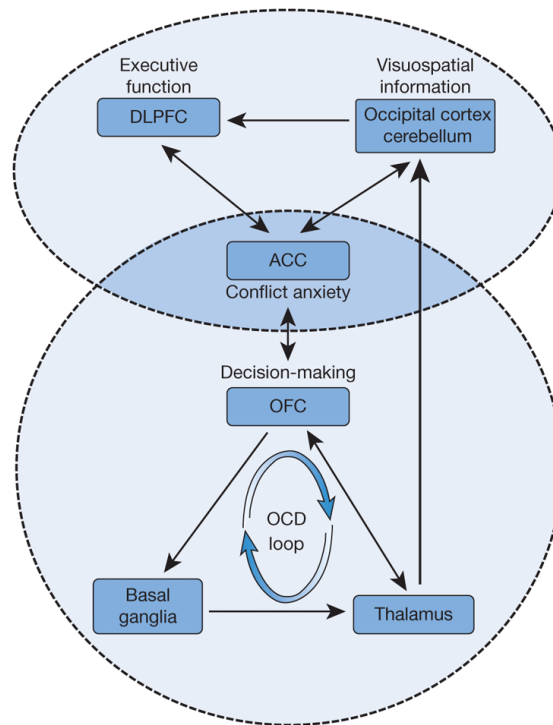 Executive
function
DLPFC
Visuospatial
information
Occipital cortex
cerebellum
ACC
Conflict anxiety
Decision-making
OFC
OCD
loop
Basal
ganglia
Thalamus